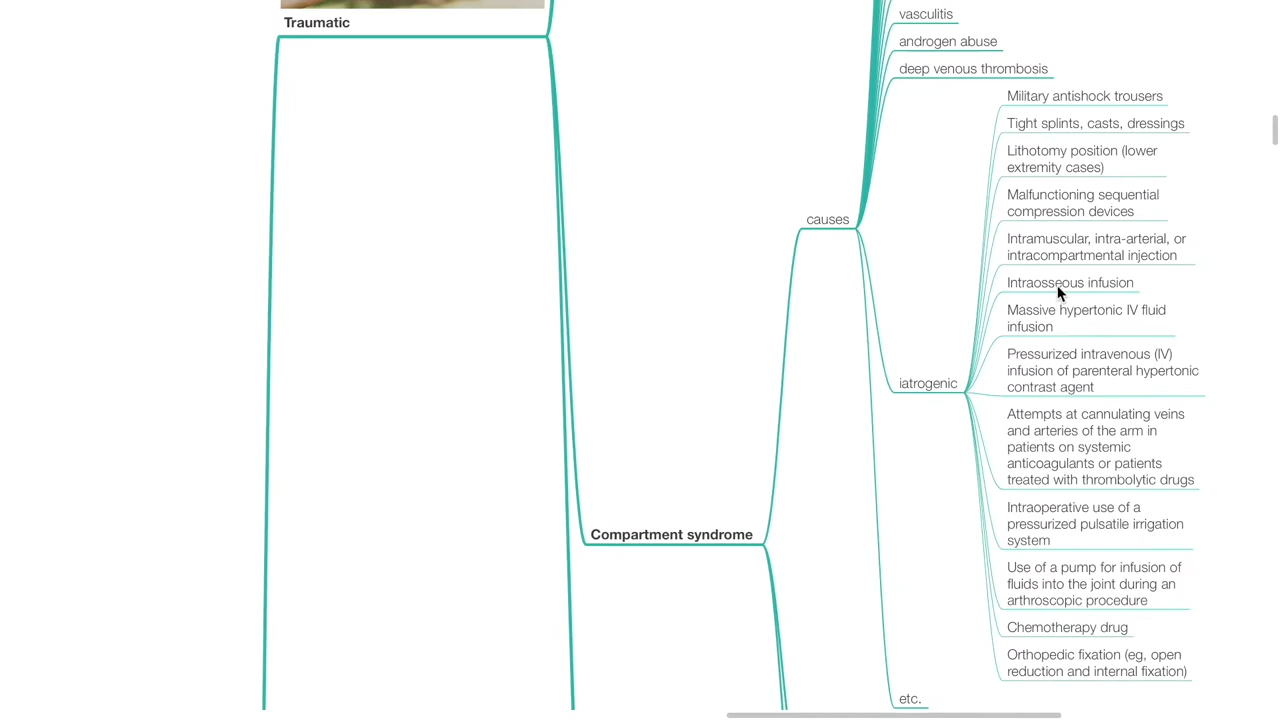 Traumatic
vasculitis
androgen abuse
deep venous thrombosis
Military antishock trousers
Tight splints, casts, dressings
Lithotomy position (lower
extremity cases)
Malfunctioning sequential
compression devices
causes
Intramuscular, intra-arterial, or
intracompartmental injection
Intraosseous infusion
Massive hypertonic IV fluid
infusion
Pressurized intravenous (IV)
infusion of parenteral hypertonic
contrast agent
iatrogenic
Attempts at cannulating veins
and arteries of the arm in
patients on systemic
anticoagulants or patients
treated with thrombolytic drugs
Intraoperative use of a
pressurized pulsatile irrigation
system
Compartment syndrome
Use of a pump for infusion of
fluids into the joint during an
arthroscopic procedure
Chemotherapy drug
Orthopedic fixation (eg, open
reduction and internal fixation)
etc.